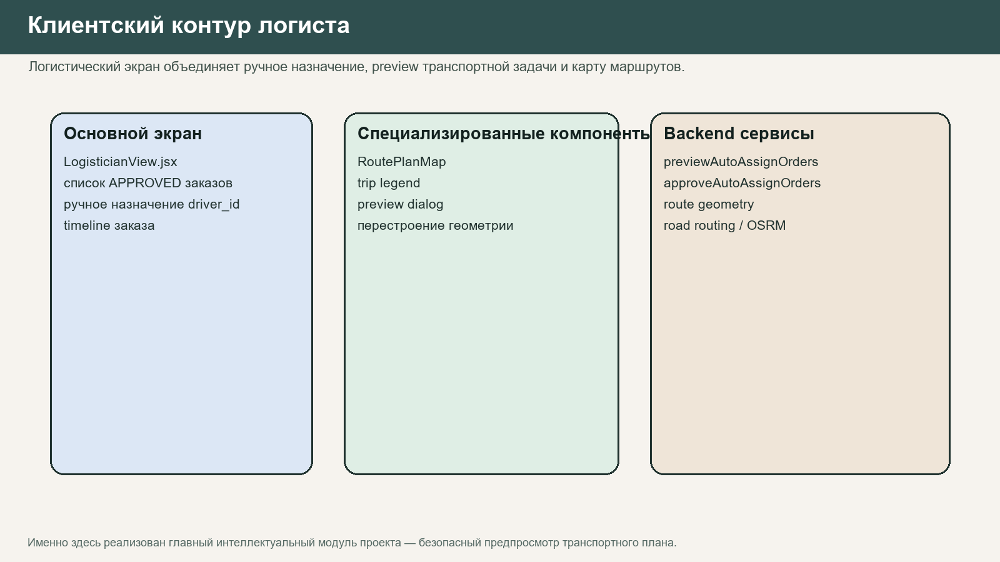 Клиентский контур логиста
Логистический экран объединяет ручное назначение, preview транспортной задачи и карту маршрутов.
Основной экран
LogisticianView.jsx
список APPROVED заказов
ручное назначение driver_id
timeline заказа
Специализированные компоненты
RoutePlanMap
trip legend
preview dialog
перестроение геометрии
Backend сервисы
previewAutoAssignOrders
approveAutoAssignOrders
route geometry
road routing / OSRM
Именно здесь реализован главный интеллектуальный модуль проекта — безопасный предпросмотр транспортного плана.